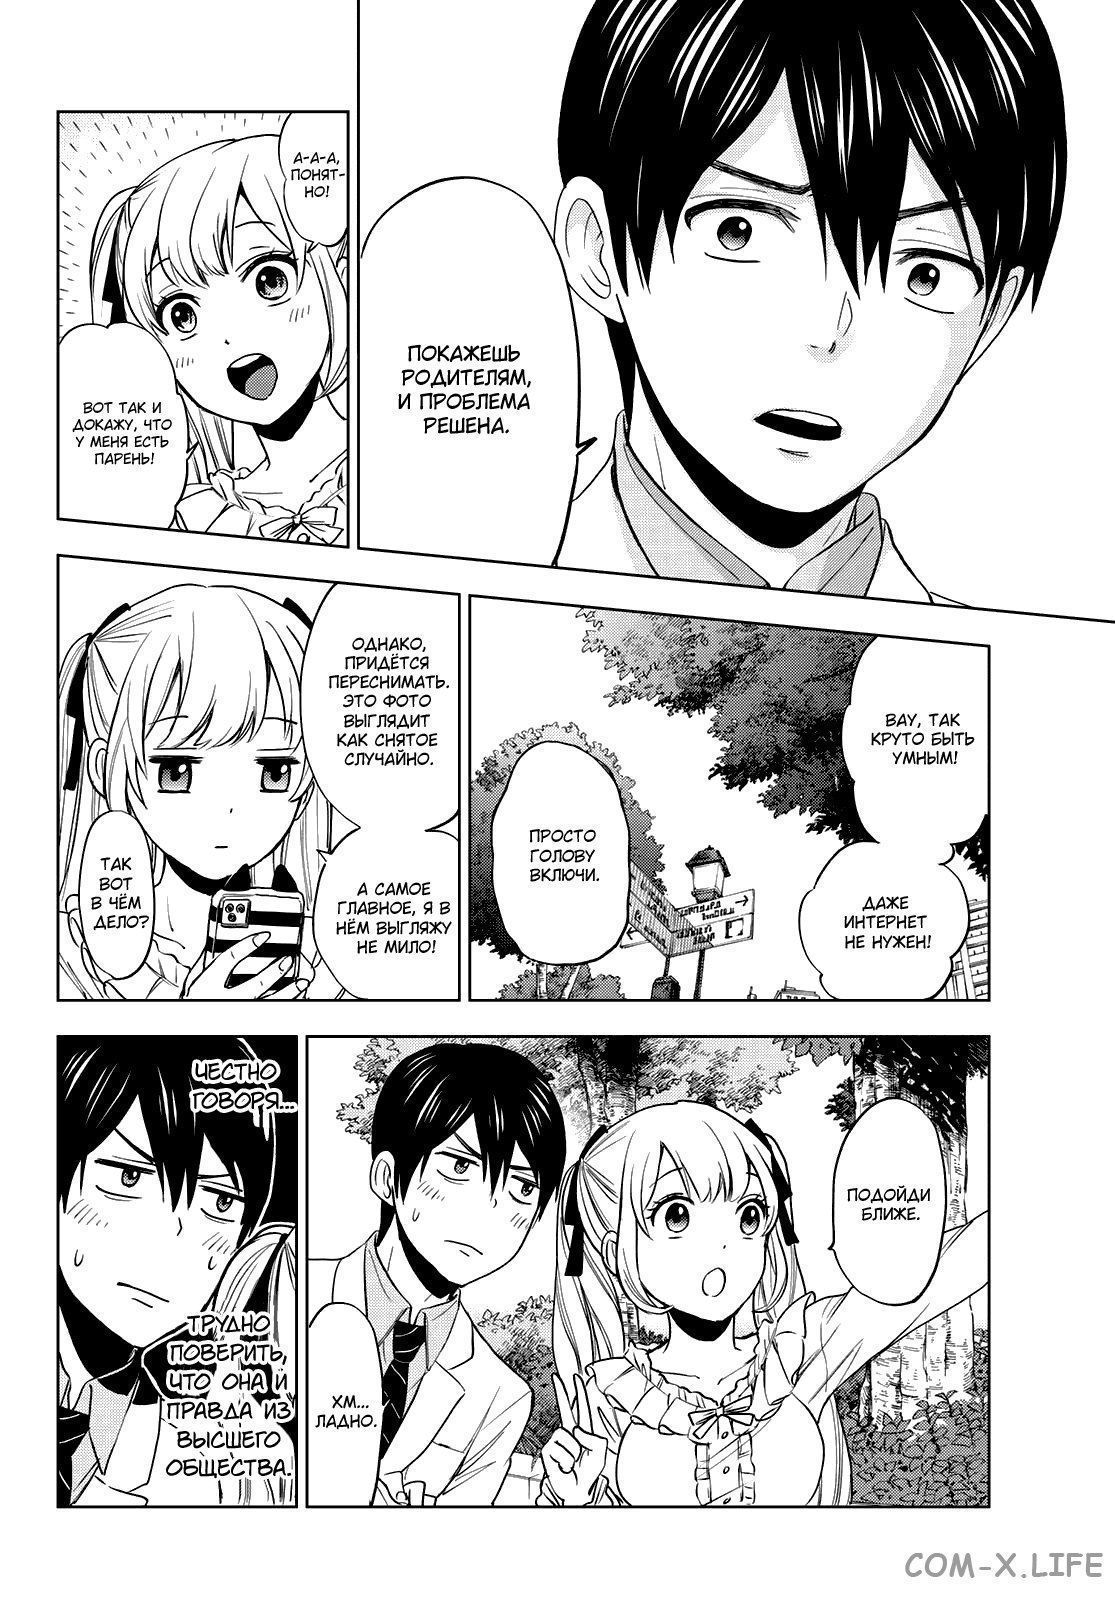 ПОКАЖЕШЬ
РОДИТЕЛЯМ,
И ПРОБЛЕМА
РЕШЕНА.
А-А-А,
ПОНЯТ-
НО!
ВОТ ТАК И
ДОКАЖУ, ЧТО
У МЕНЯ ЕСТЬ
ПАРЕНЬ!
ВАУ, ТАК
КРУТО БЫТЬ
УМНЫМ!
ДАЖЕ
ИНТЕРНЕТ
НЕ НУЖЕН!
ПРОСТО
ГОЛОВУ
ВКЛЮЧИ.
ОДНАКО,
ПРИДЁТСЯ
ПЕРЕСНИМАТЬ.
ЭТО ФОТО
ВЫГЛЯДИТ
КАК СНЯТОЕ
СЛУЧАЙНО.
А САМОЕ
ГЛАВНОЕ, Я В
НЁМ ВЫГЛЯЖУ
НЕ МИЛО!
ТАК
ВОТ
В ЧЁМ
ДЕЛО?
ПОДОЙДИ
БЛИЖЕ.
ХМ...
ЛАДНО.
ЧЕСТНО
ГОВОРЯ...
ТРУДНО
ПОВЕРИТЬ,
ЧТО ОНА И
ПРАВДА ИЗ
ВЫСШЕГО
ОБЩЕСТВА.
COM-X.LIFE